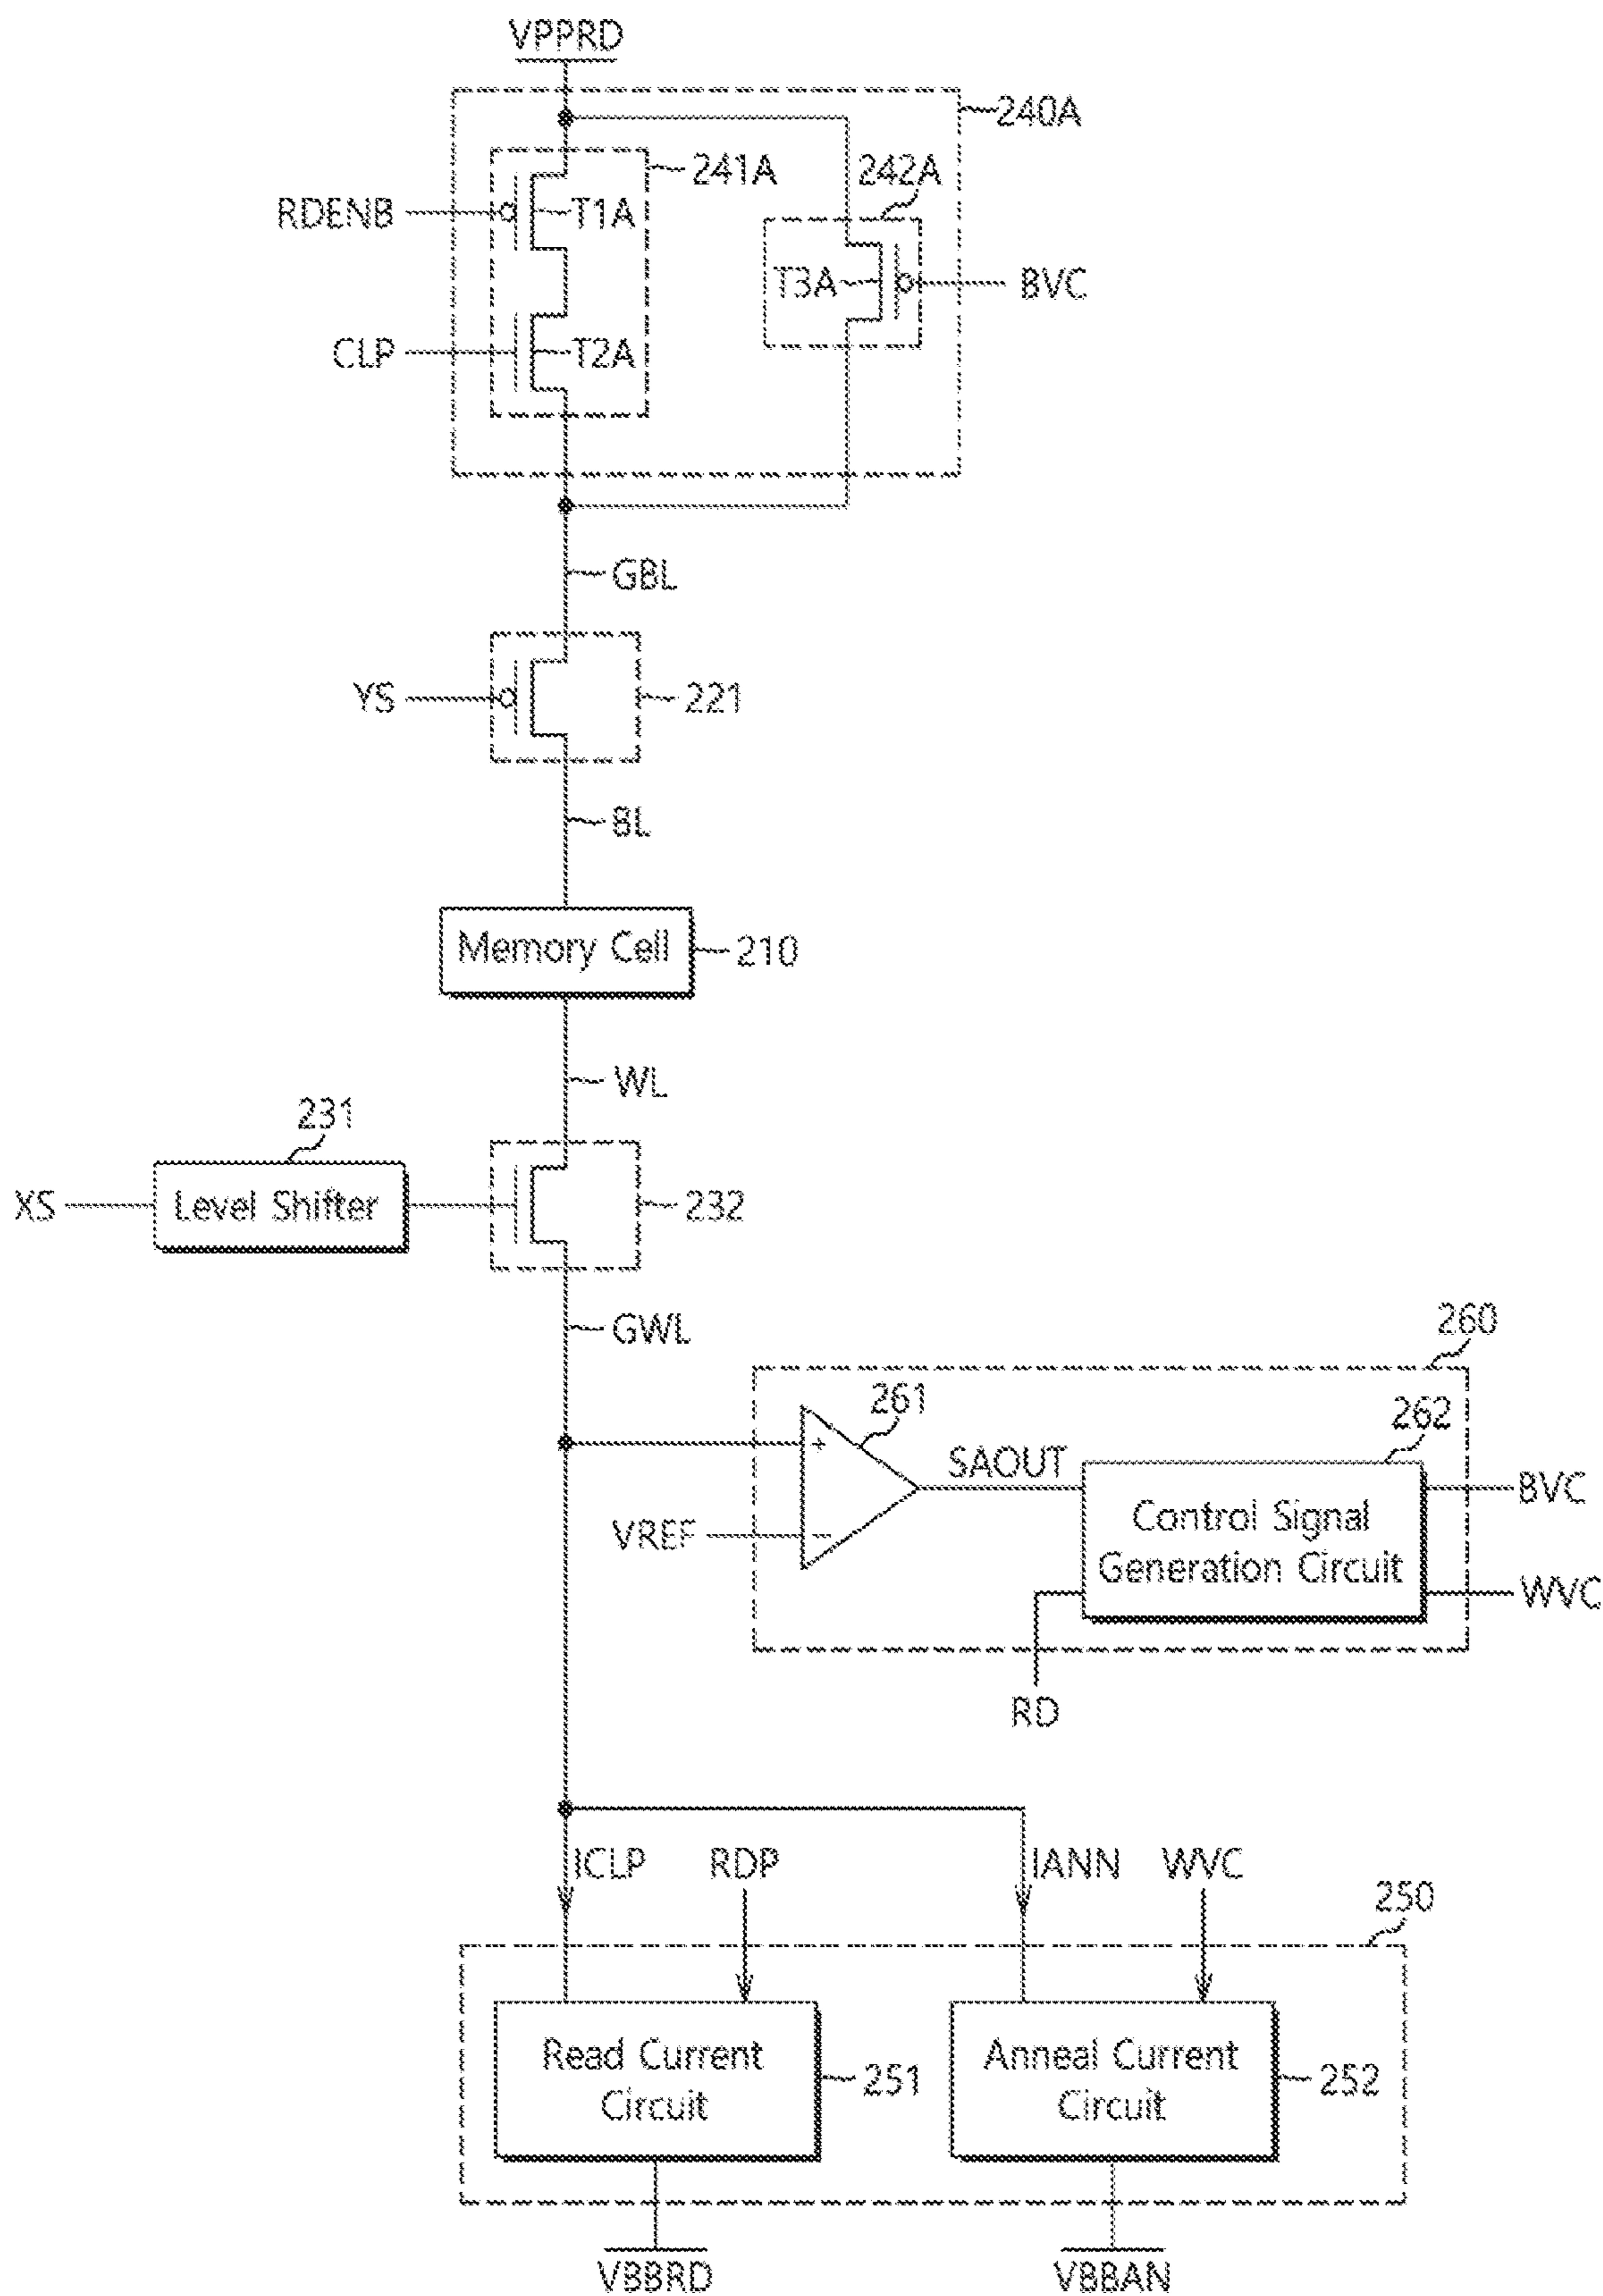 VPPRD
240A
241A
242A
RDENB
T1A
T3A
BVC
CLP
T2A
GBL
YS
221
BL
Memory Cell
210
WL
231
XS
Level Shifter
232
GWL
260
261
262
+
SAOUT
BVC
Control Signal
Generation Circuit
VREF
-
WVC
RD
ICLP
RDP
IANN
WVC
250
Read Current
Circuit
251
Anneal Current
Circuit
252
VBBRD
VBBAN